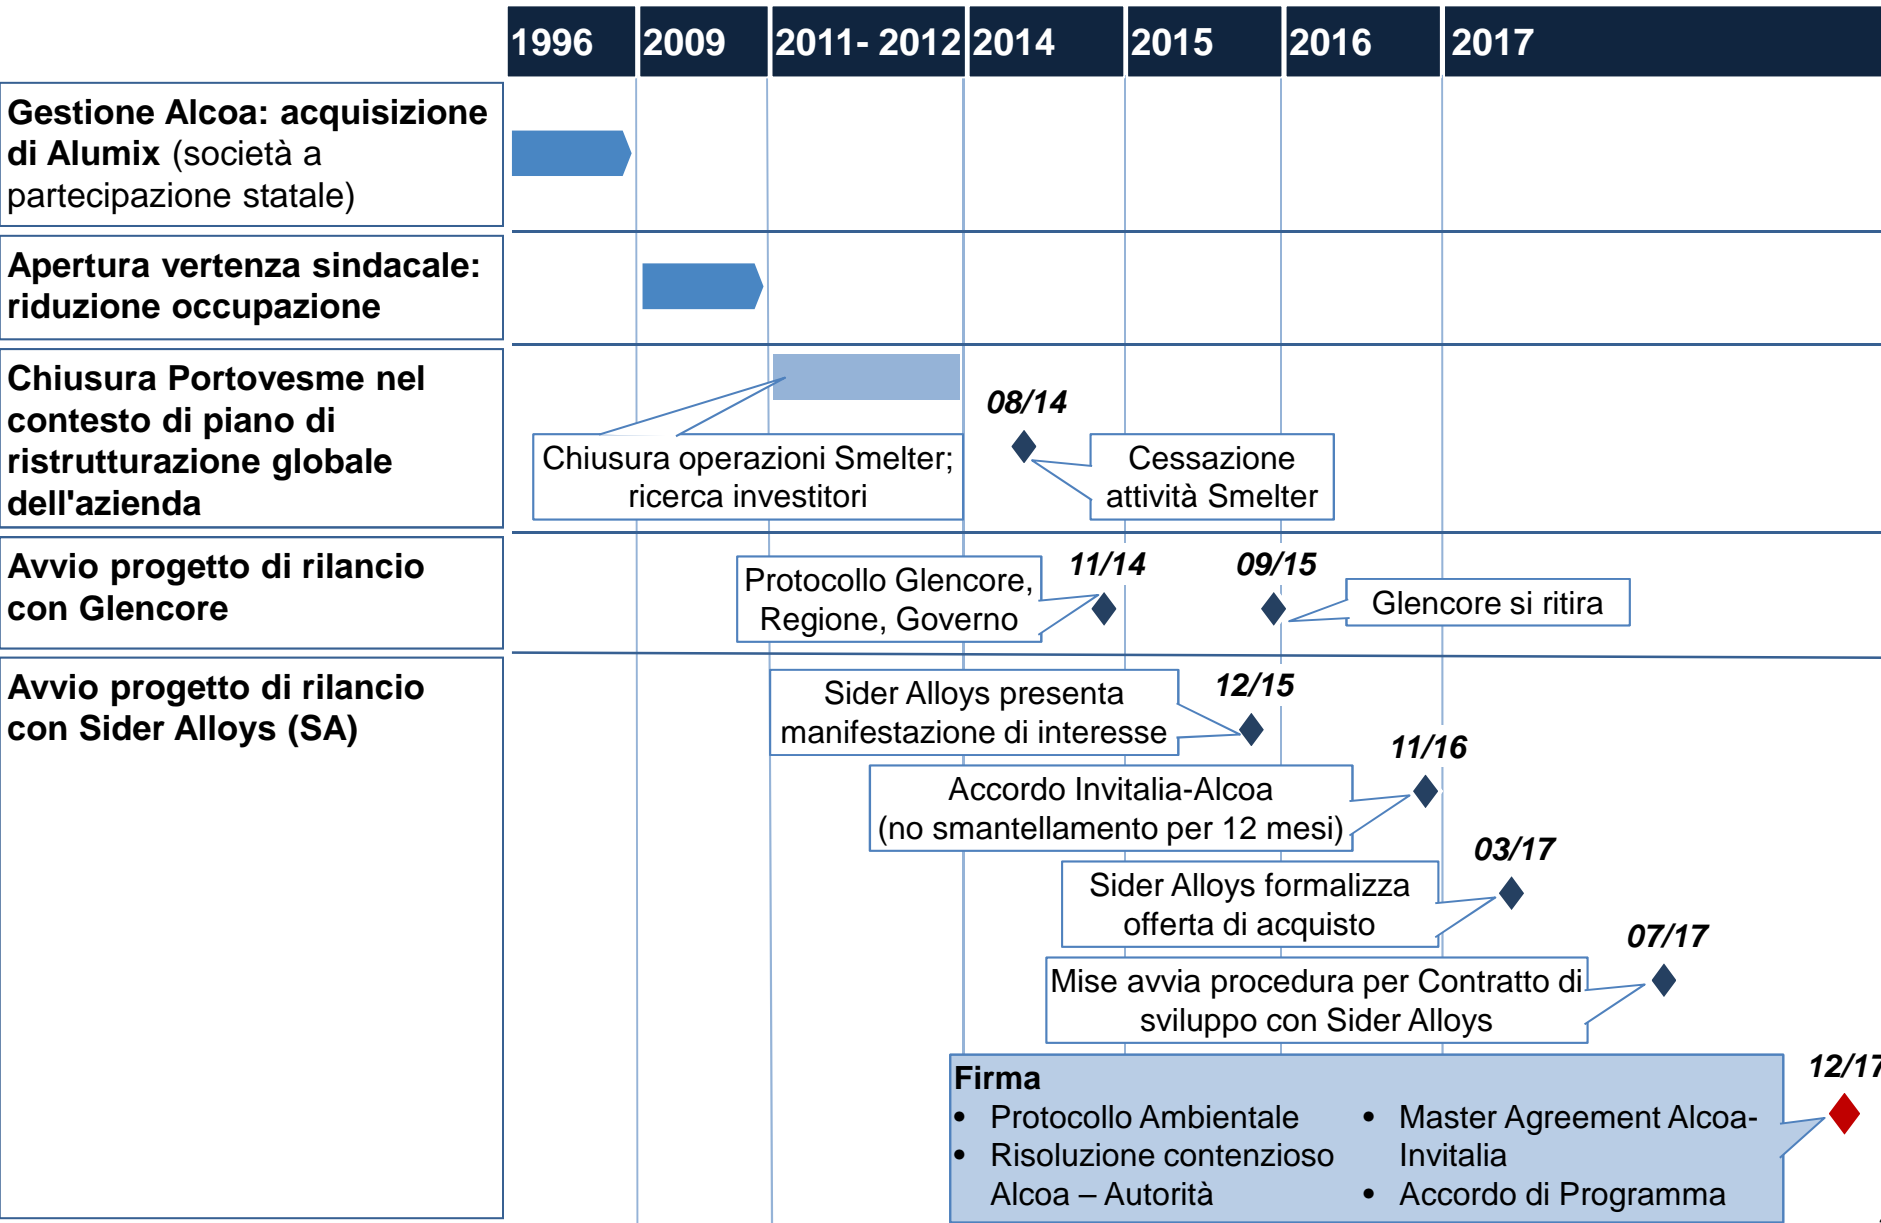 1996 2009 2011- 2012 2014 2015 2016 2017
Gestione Alcoa: acquisizione
di Alumix (società a
partecipazione statale)
Apertura vertenza sindacale:
riduzione occupazione
Chiusura Portovesme nel
contesto di piano di
ristrutturazione globale
dell'azienda
Chiusura operazioni Smelter;
ricerca investitori
08/14
Cessazione
attività Smelter
Avvio progetto di rilancio
con Glencore
Protocollo Glencore,
Regione, Governo
11/14
09/15
Glencore si ritira
Avvio progetto di rilancio
con Sider Alloys (SA)
Sider Alloys presenta
manifestazione di interesse
12/15
Accordo Invitalia-Alcoa
(no smantellamento per 12 mesi)
11/16
Sider Alloys formalizza
offerta di acquisto
03/17
Mise avvia procedura per Contratto di
sviluppo con Sider Alloys
07/17
Firma
• Protocollo Ambientale
• Risoluzione contenzioso
Alcoa – Autorità
• Master Agreement Alcoa-
Invitalia
• Accordo di Programma
12/17